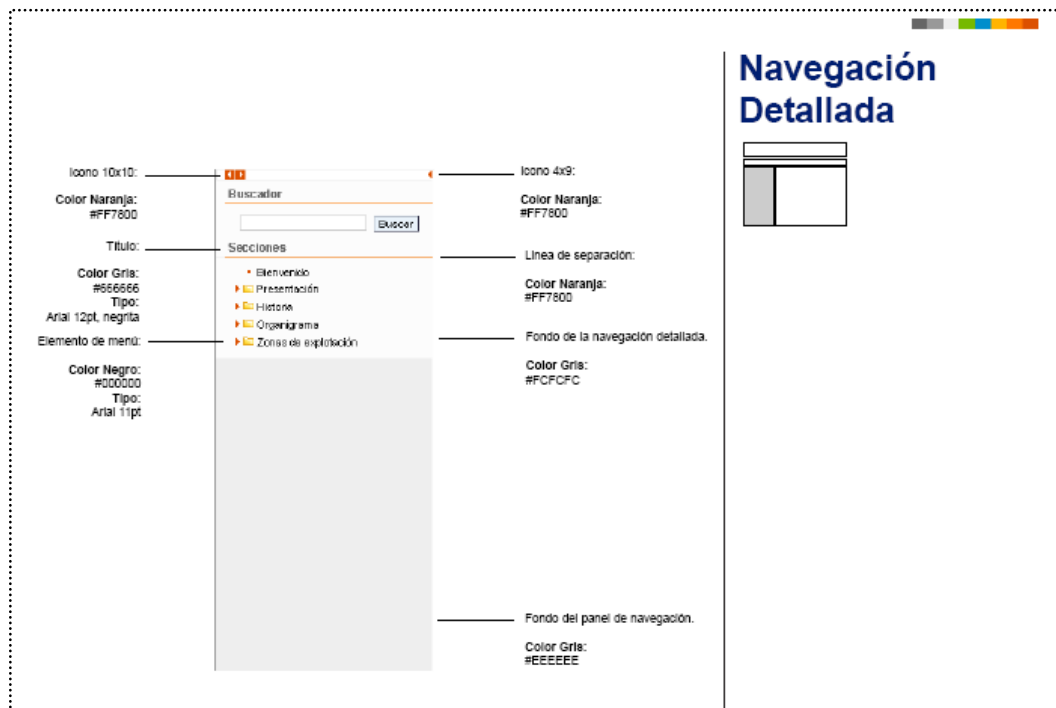 Navegación
Detallada
Icono 10x10:
Color Naranja:
#FF7800
Título:
Color Gris:
#666666
Tipo:
Arial 12pt, negrita
Elemento de menú:
Color Negro:
#000000
Tipo:
Arial 11pt
Buscador
Buscar
Secciones
Bienvenido
Presentación
Historia
Organigrama
Zonas de explotación
Icono 4x9:
Color Naranja:
#FF7800
Línea de separación:
Color Naranja:
#FF7800
Fondo de la navegación detallada.
Color Gris:
#FCFCFC
Fondo del panel de navegación.
Color Gris:
#EEEEEE